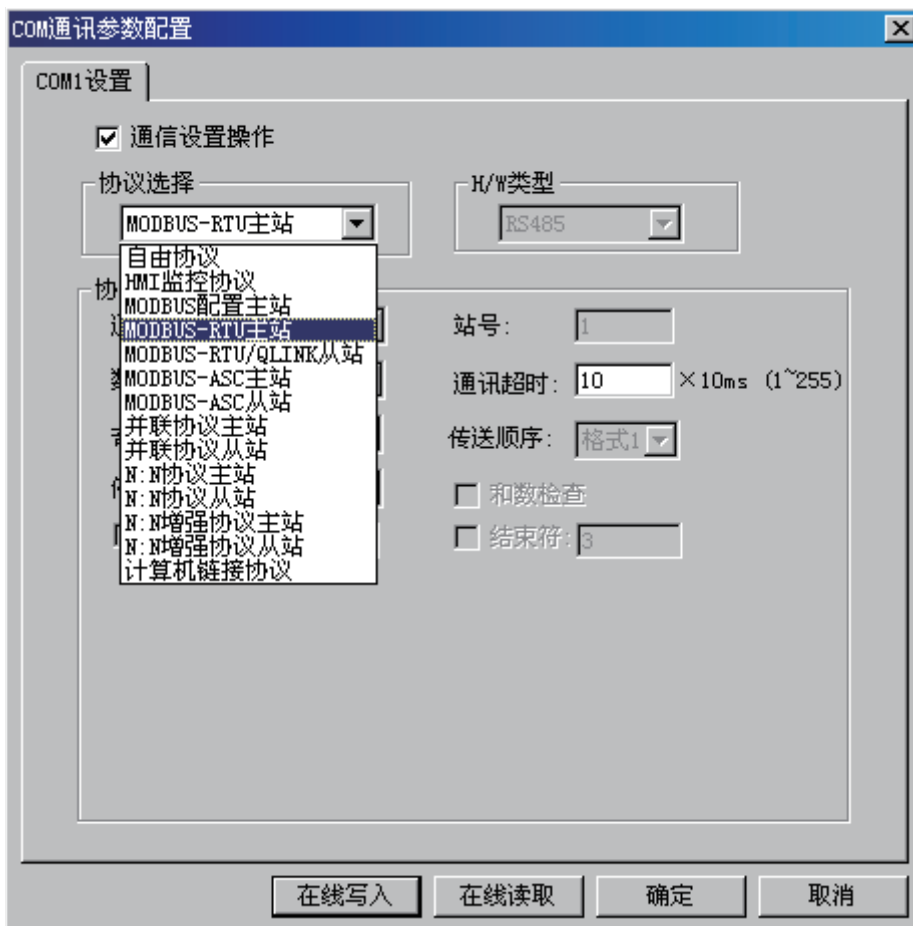 COM通讯参数配置
COM1设置
通信设置操作
协议选择
H/W类型
MODBUS-RTU主站
RS485
自由协议
HMI监控协议
MODBUS配置主站
MODBUS-RTU主站
MODBUS-RTU/QLINK从站
MODBUS-ASC主站
MODBUS-ASC从站
并联协议主站
并联协议从站
N:N协议主站
N:N协议从站
N:N增强协议主站
N:N增强协议从站
计算机链接协议
协
站号: 1
通讯超时: 10 ×10ms (1~255)
传送顺序: 格式1
和数检查
结束符: 3
在线写入
在线读取
确定
取消